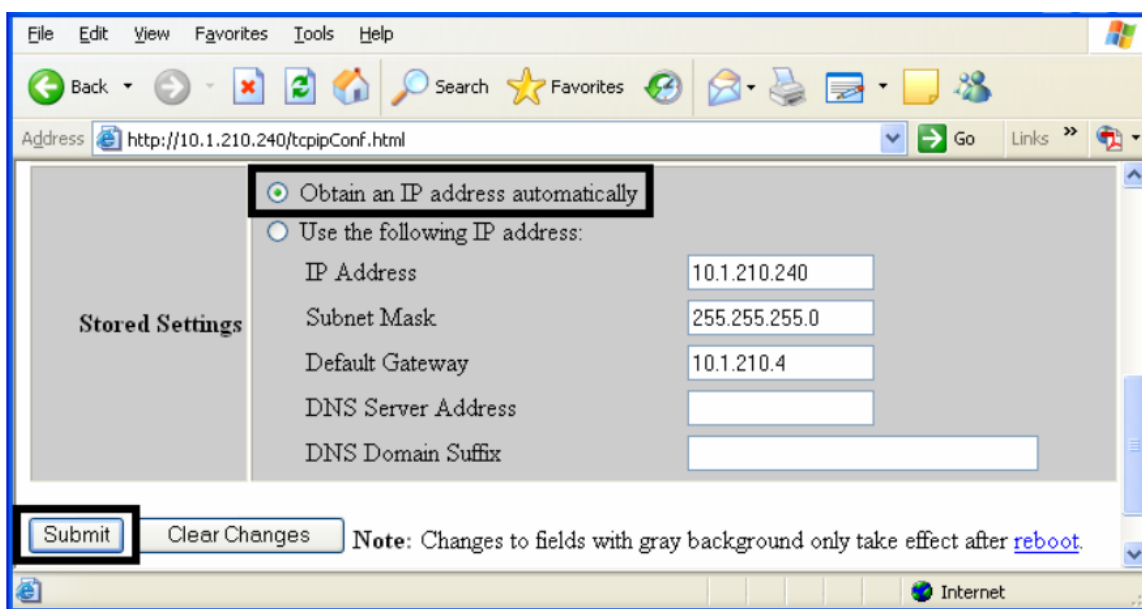 File Edit View Favorites Tools Help
Back Search Favorites
Address http://10.1.210.240/tcpipConf.html Go Links »
Obtain an IP address automatically
Use the following IP address:
IP Address 10.1.210.240
Stored Settings Subnet Mask 255.255.255.0
Default Gateway 10.1.210.4
DNS Server Address
DNS Domain Suffix
Submit Clear Changes Note: Changes to fields with gray background only take effect after reboot.
Internet